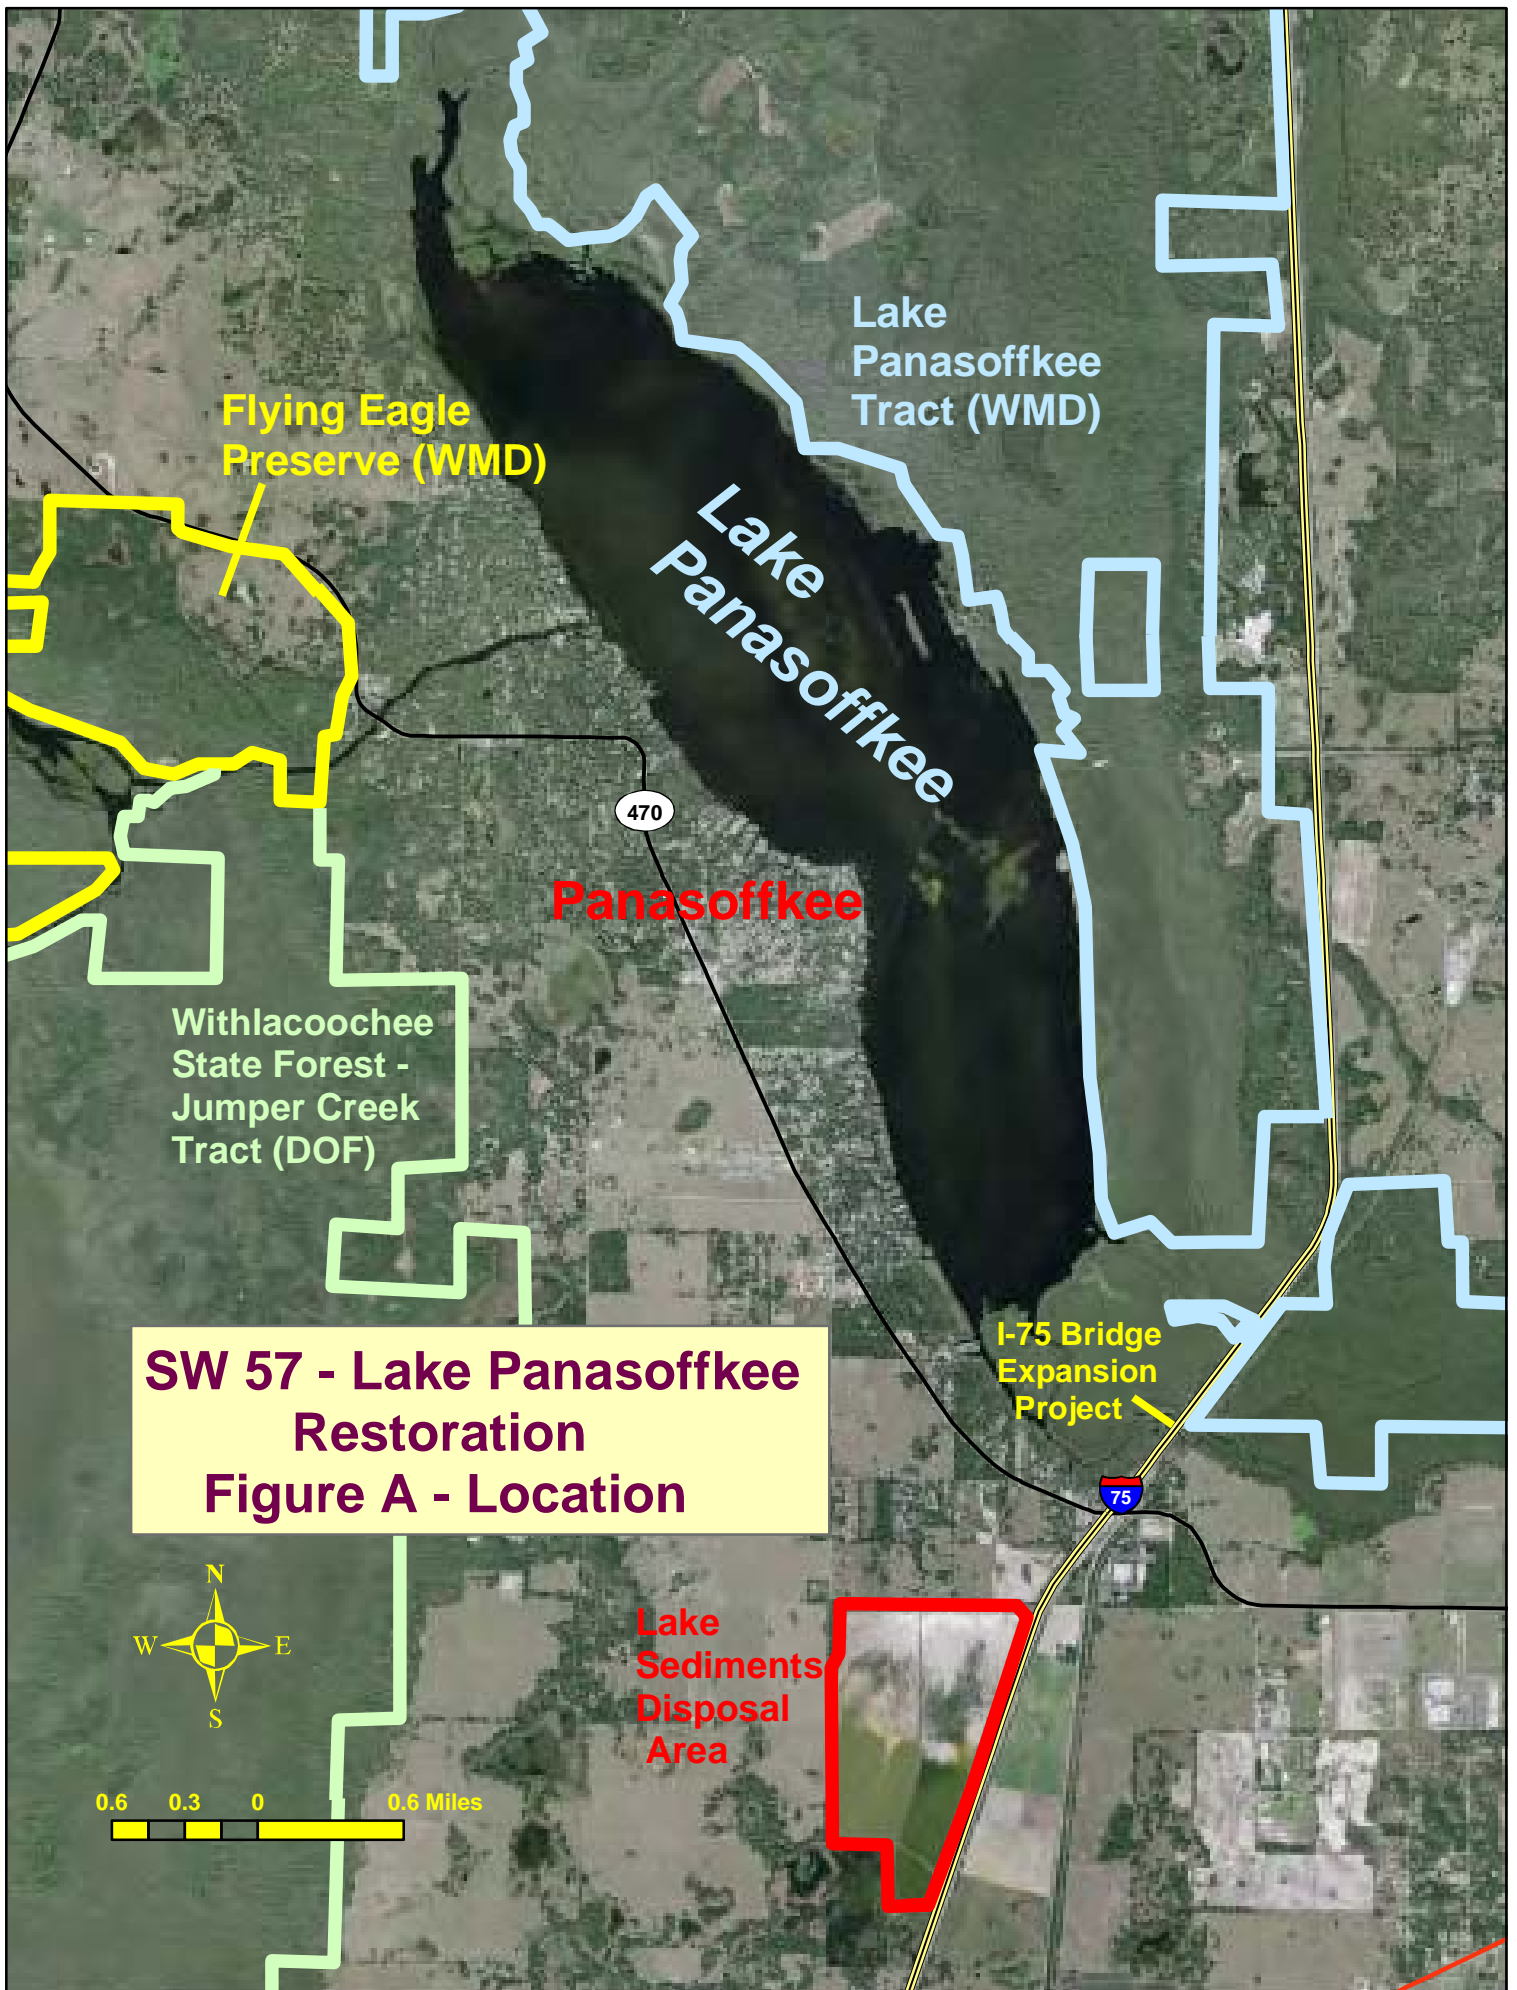 Lake
Panasoffkee
Tract (WMD)
Flying Eagle
Preserve (WMD)
Lake
Panasoffkee
470
Panasoffkee
Withlacoochee
State Forest -
Jumper Creek
Tract (DOF)
I-75 Bridge
Expansion
Project
SW 57 - Lake Panasoffkee
Restoration
Figure A - Location
75
N
W E
S
Lake
Sediments
Disposal
Area
0.6 0.3 0 0.6 Miles